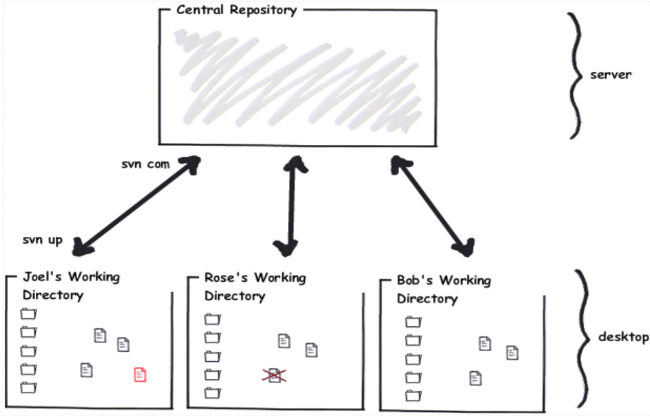 Central Repository
server
svn com
svn up
Joel's Working
Directory
Rose's Working
Directory
Bob's Working
Directory
desktop